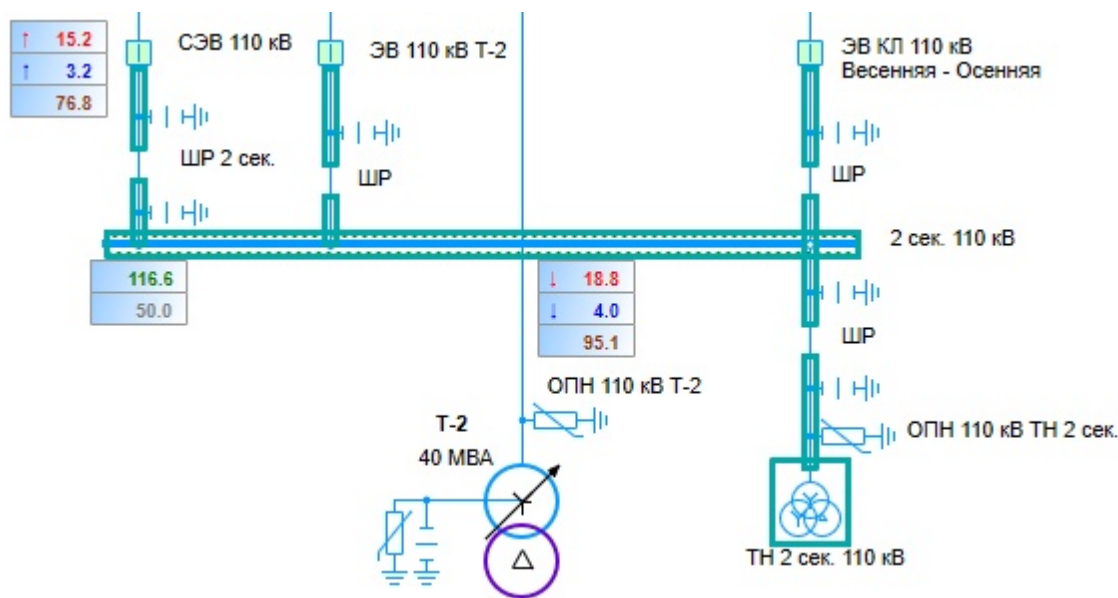 ↑ 15.2
↑ 3.2
76.8
СЭВ 110 кВ
ЭВ 110 кВ Т-2
ЭВ КЛ 110 кВ
Весенняя - Осенняя
ШР 2 сек.
ШР
ШР
2 сек. 110 кВ
116.6
50.0
↓ 18.8
↓ 4.0
95.1
ШР
ОПН 110 кВ Т-2
Т-2
40 МВА
ОПН 110 кВ ТН 2 сек.
ТН 2 сек. 110 кВ